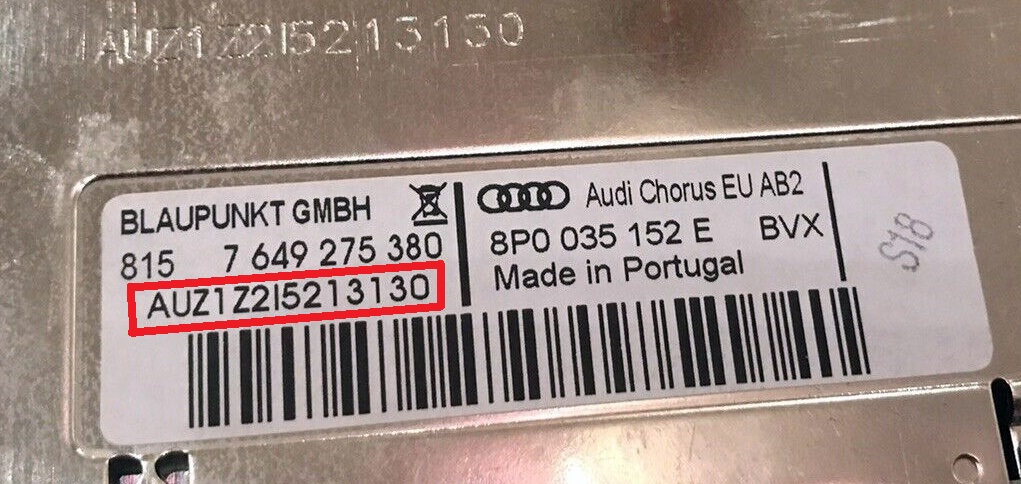 AUZ1Z2I5213130
BLAUPUNKT GMBH
815 7 649 275 380
AUZ1Z2I5213130
Audi Chorus EU AB2
8P0 035 152 E BVX
Made in Portugal
S18